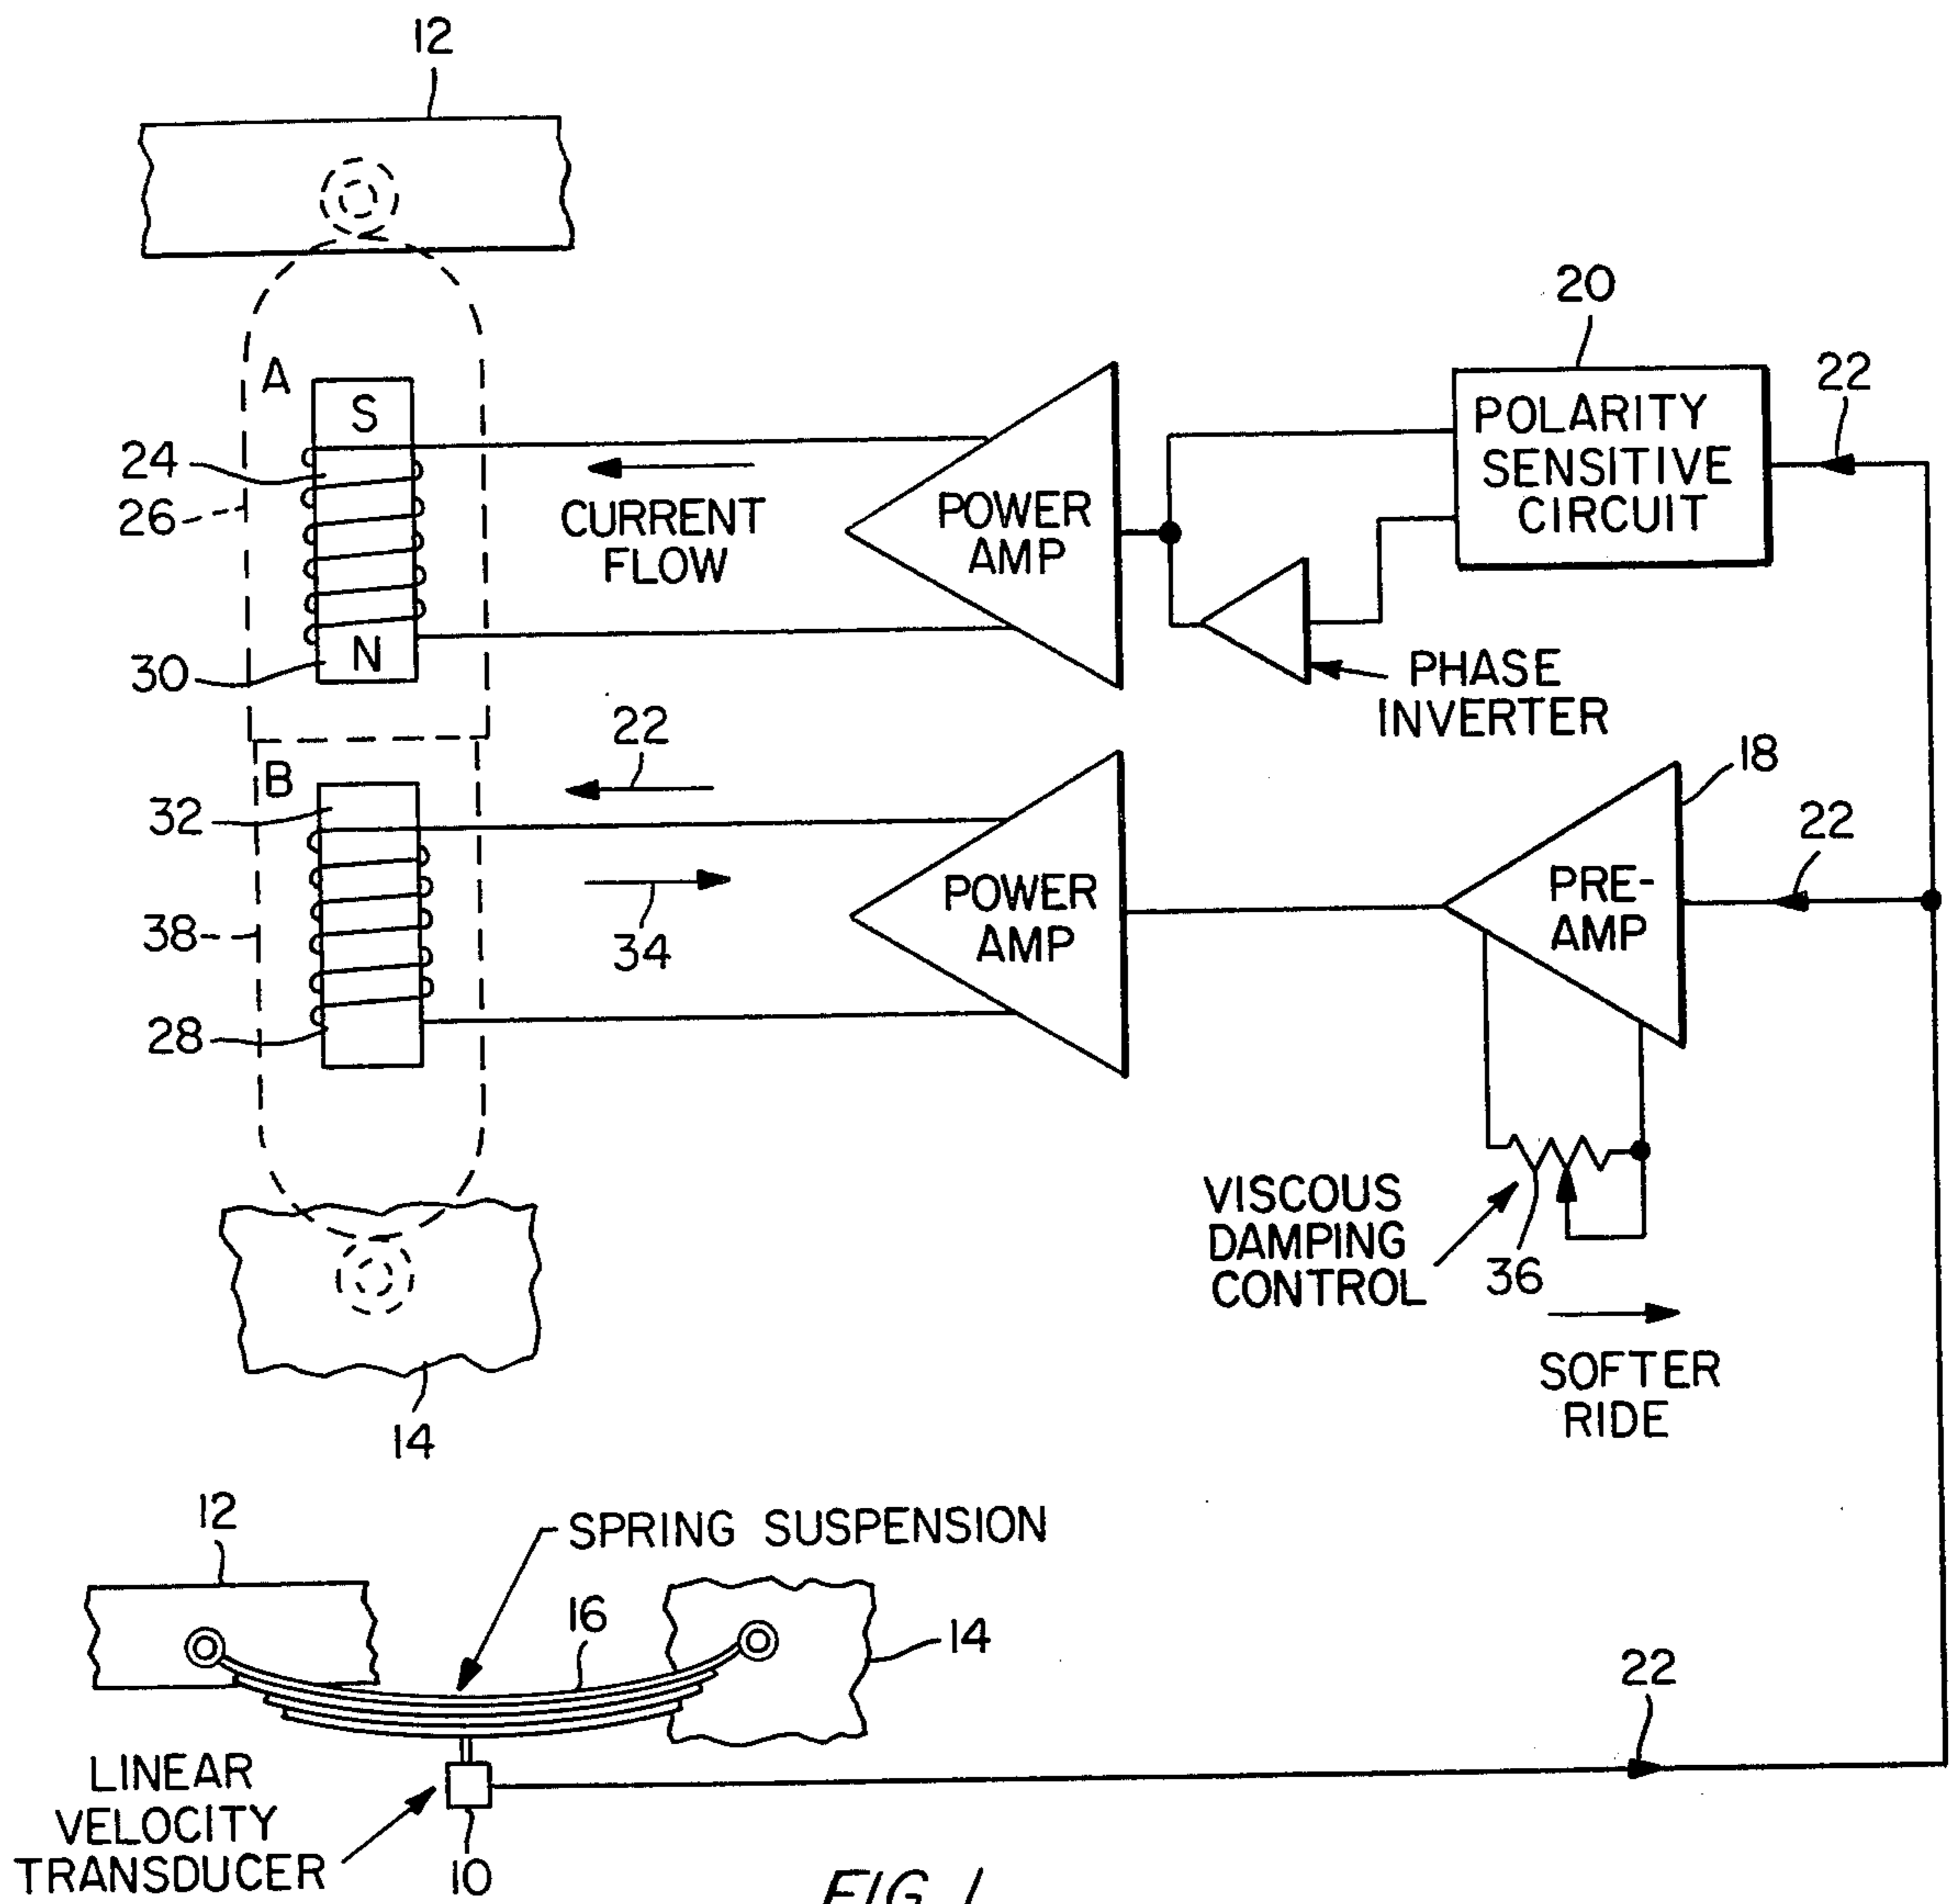 12
20
22
A
S
24
26
CURRENT
FLOW
POWER
AMP
POLARITY
SENSITIVE
CIRCUIT
N
30
PHASE
INVERTER
22
B
32
18
22
POWER
AMP
PRE-
AMP
38
34
28
VISCOUS
DAMPING
CONTROL
36
SOFTER
RIDE
14
12
SPRING SUSPENSION
16
14
22
LINEAR
VELOCITY
TRANSDUCER
10
FIG. 1